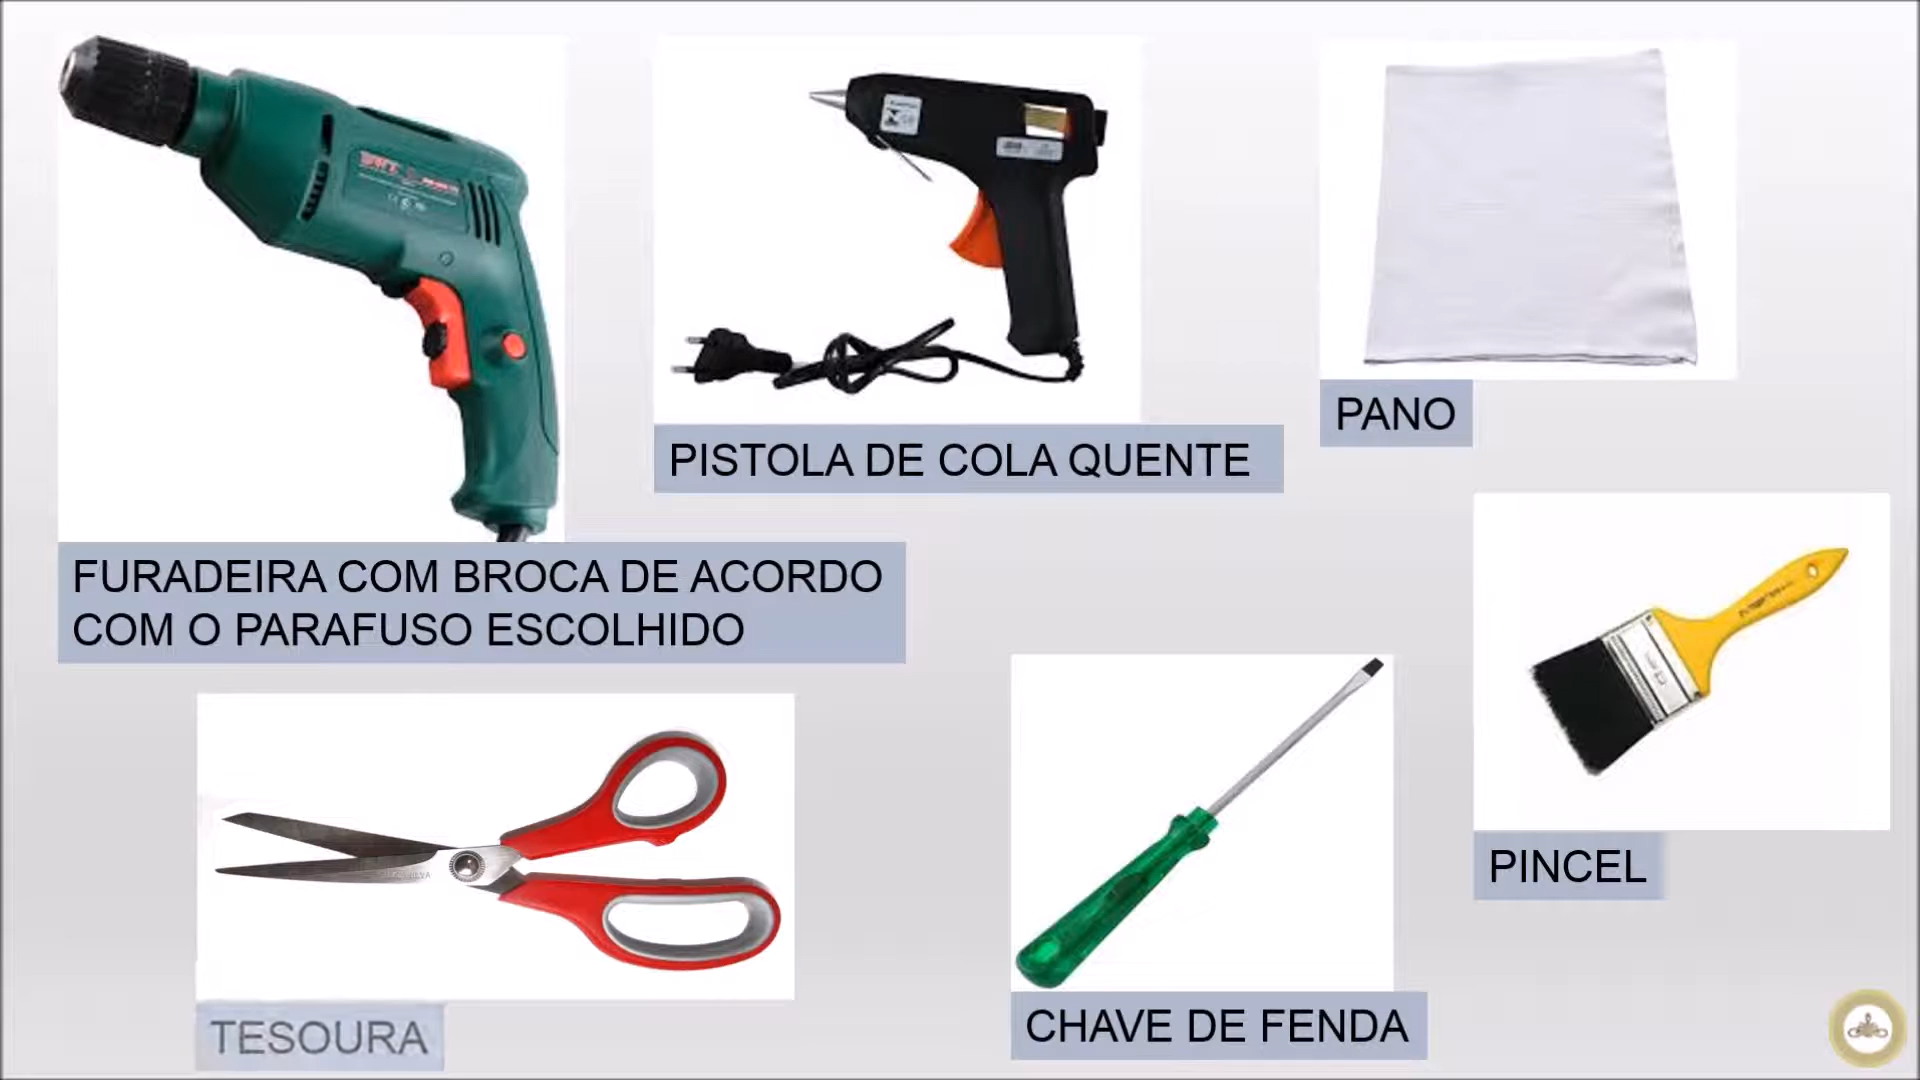 PISTOLA DE COLA QUENTE
PANO
FURADEIRA COM BROCA DE ACORDO
COM O PARAFUSO ESCOLHIDO
PINCEL
TESOURA
CHAVE DE FENDA